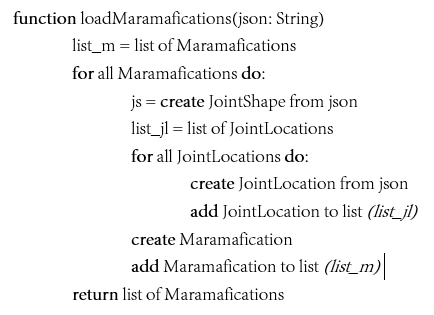 function loadMaramafications(json: String)
list_m = list of Maramafications
for all Maramafications do:
js = create JointShape from json
list_jl = list of JointLocations
for all JointLocations do:
create JointLocation from json
add JointLocation to list (list_jl)
create Maramafication
add Maramafication to list (list_m)
return list of Maramafications